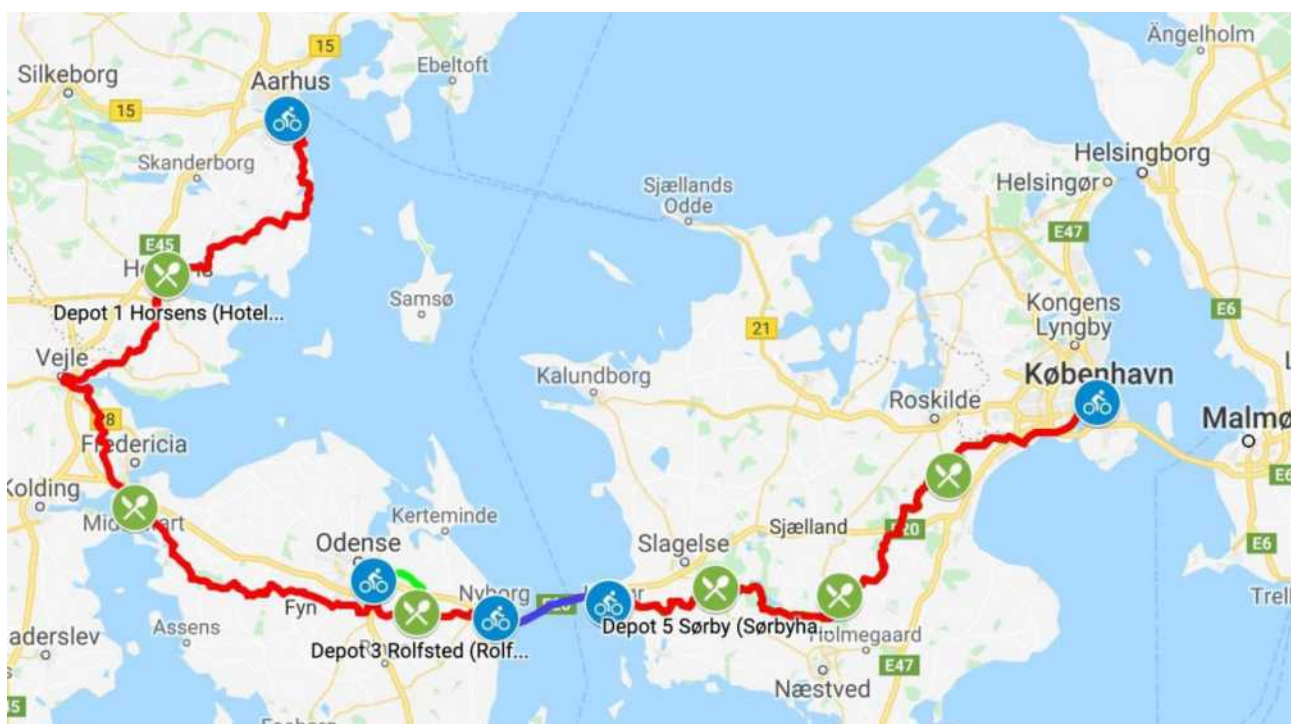 Ängelholm
15
Aarhus
Ebeltoft
Silkeborg
15
Skanderborg
Helsingborg
Helsingør
Sjællands
Odde
E47
E45
Samsø
Depot 1 Horsens (Hotel...
Kongens
Lyngby
E6
21
Vejle
Kalundborg
København
Roskilde
Malmø
Fredericia
Kolding
E6
Kerteminde
Sjælland
E20
Odense
Slagelse
E6
Nyborg
Fyn
E20
Assens
Depot 5 Sørby (Sørbyha...
Holmegaard
Depot 3 Rolfsted (Rolf...
E47
Næstved